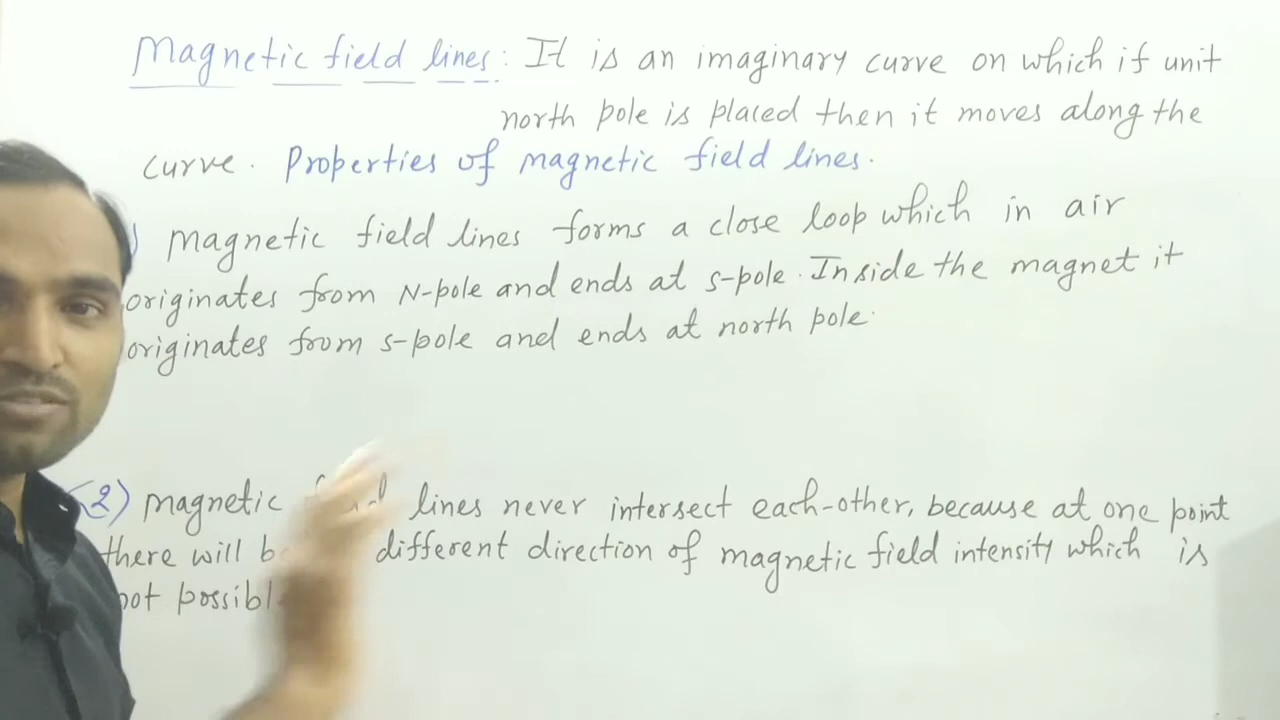 Magnetic field lines: It is an imaginary curve on which if unit
north pole is placed then it moves along the
curve. Properties of magnetic field lines.
) Magnetic field lines forms a close loop which in air
originates from N-pole and ends at s-pole. Inside the magnet it
originates from s-pole and ends at north pole.
(2) Magnetic lines never intersect each-other, because at one point
there will different direction of magnetic field intensity which is
not